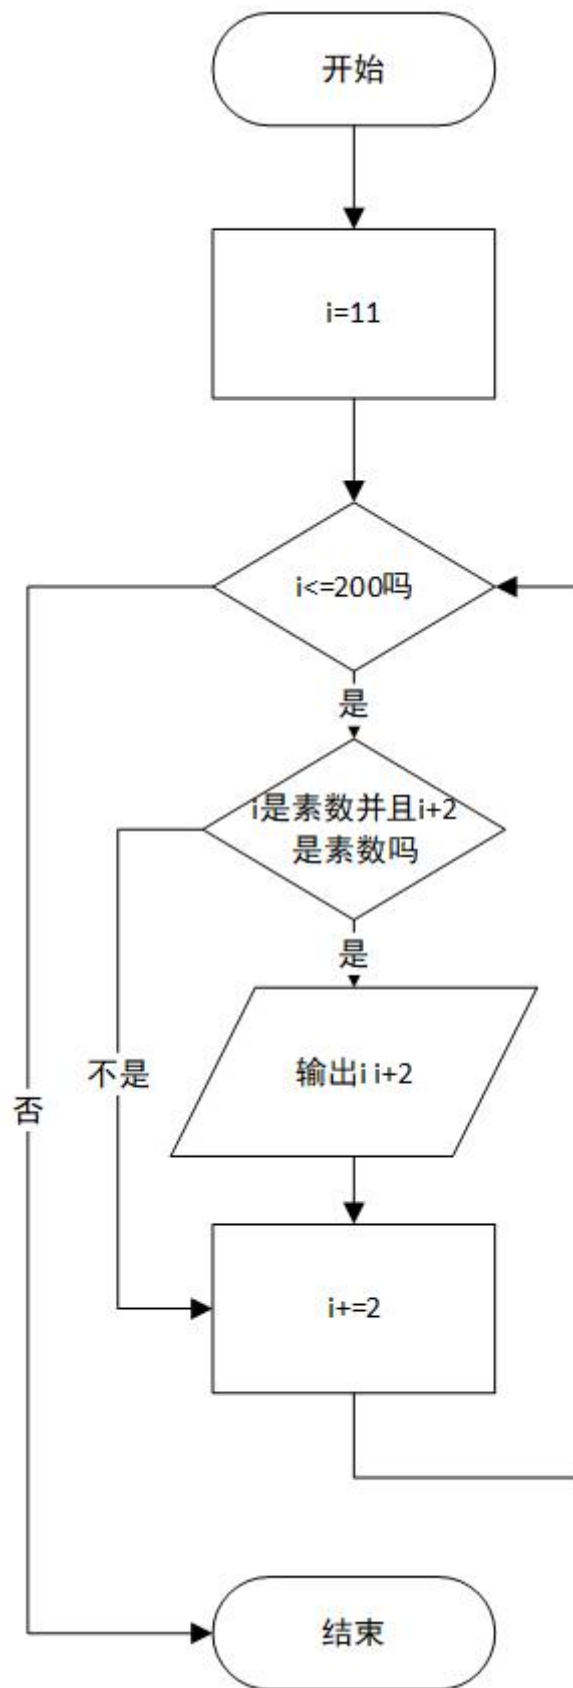 开始
i=11
i<=200吗
是
i是素数并且i+2
是素数吗
是
不是
输出i i+2
否
i+=2
结束